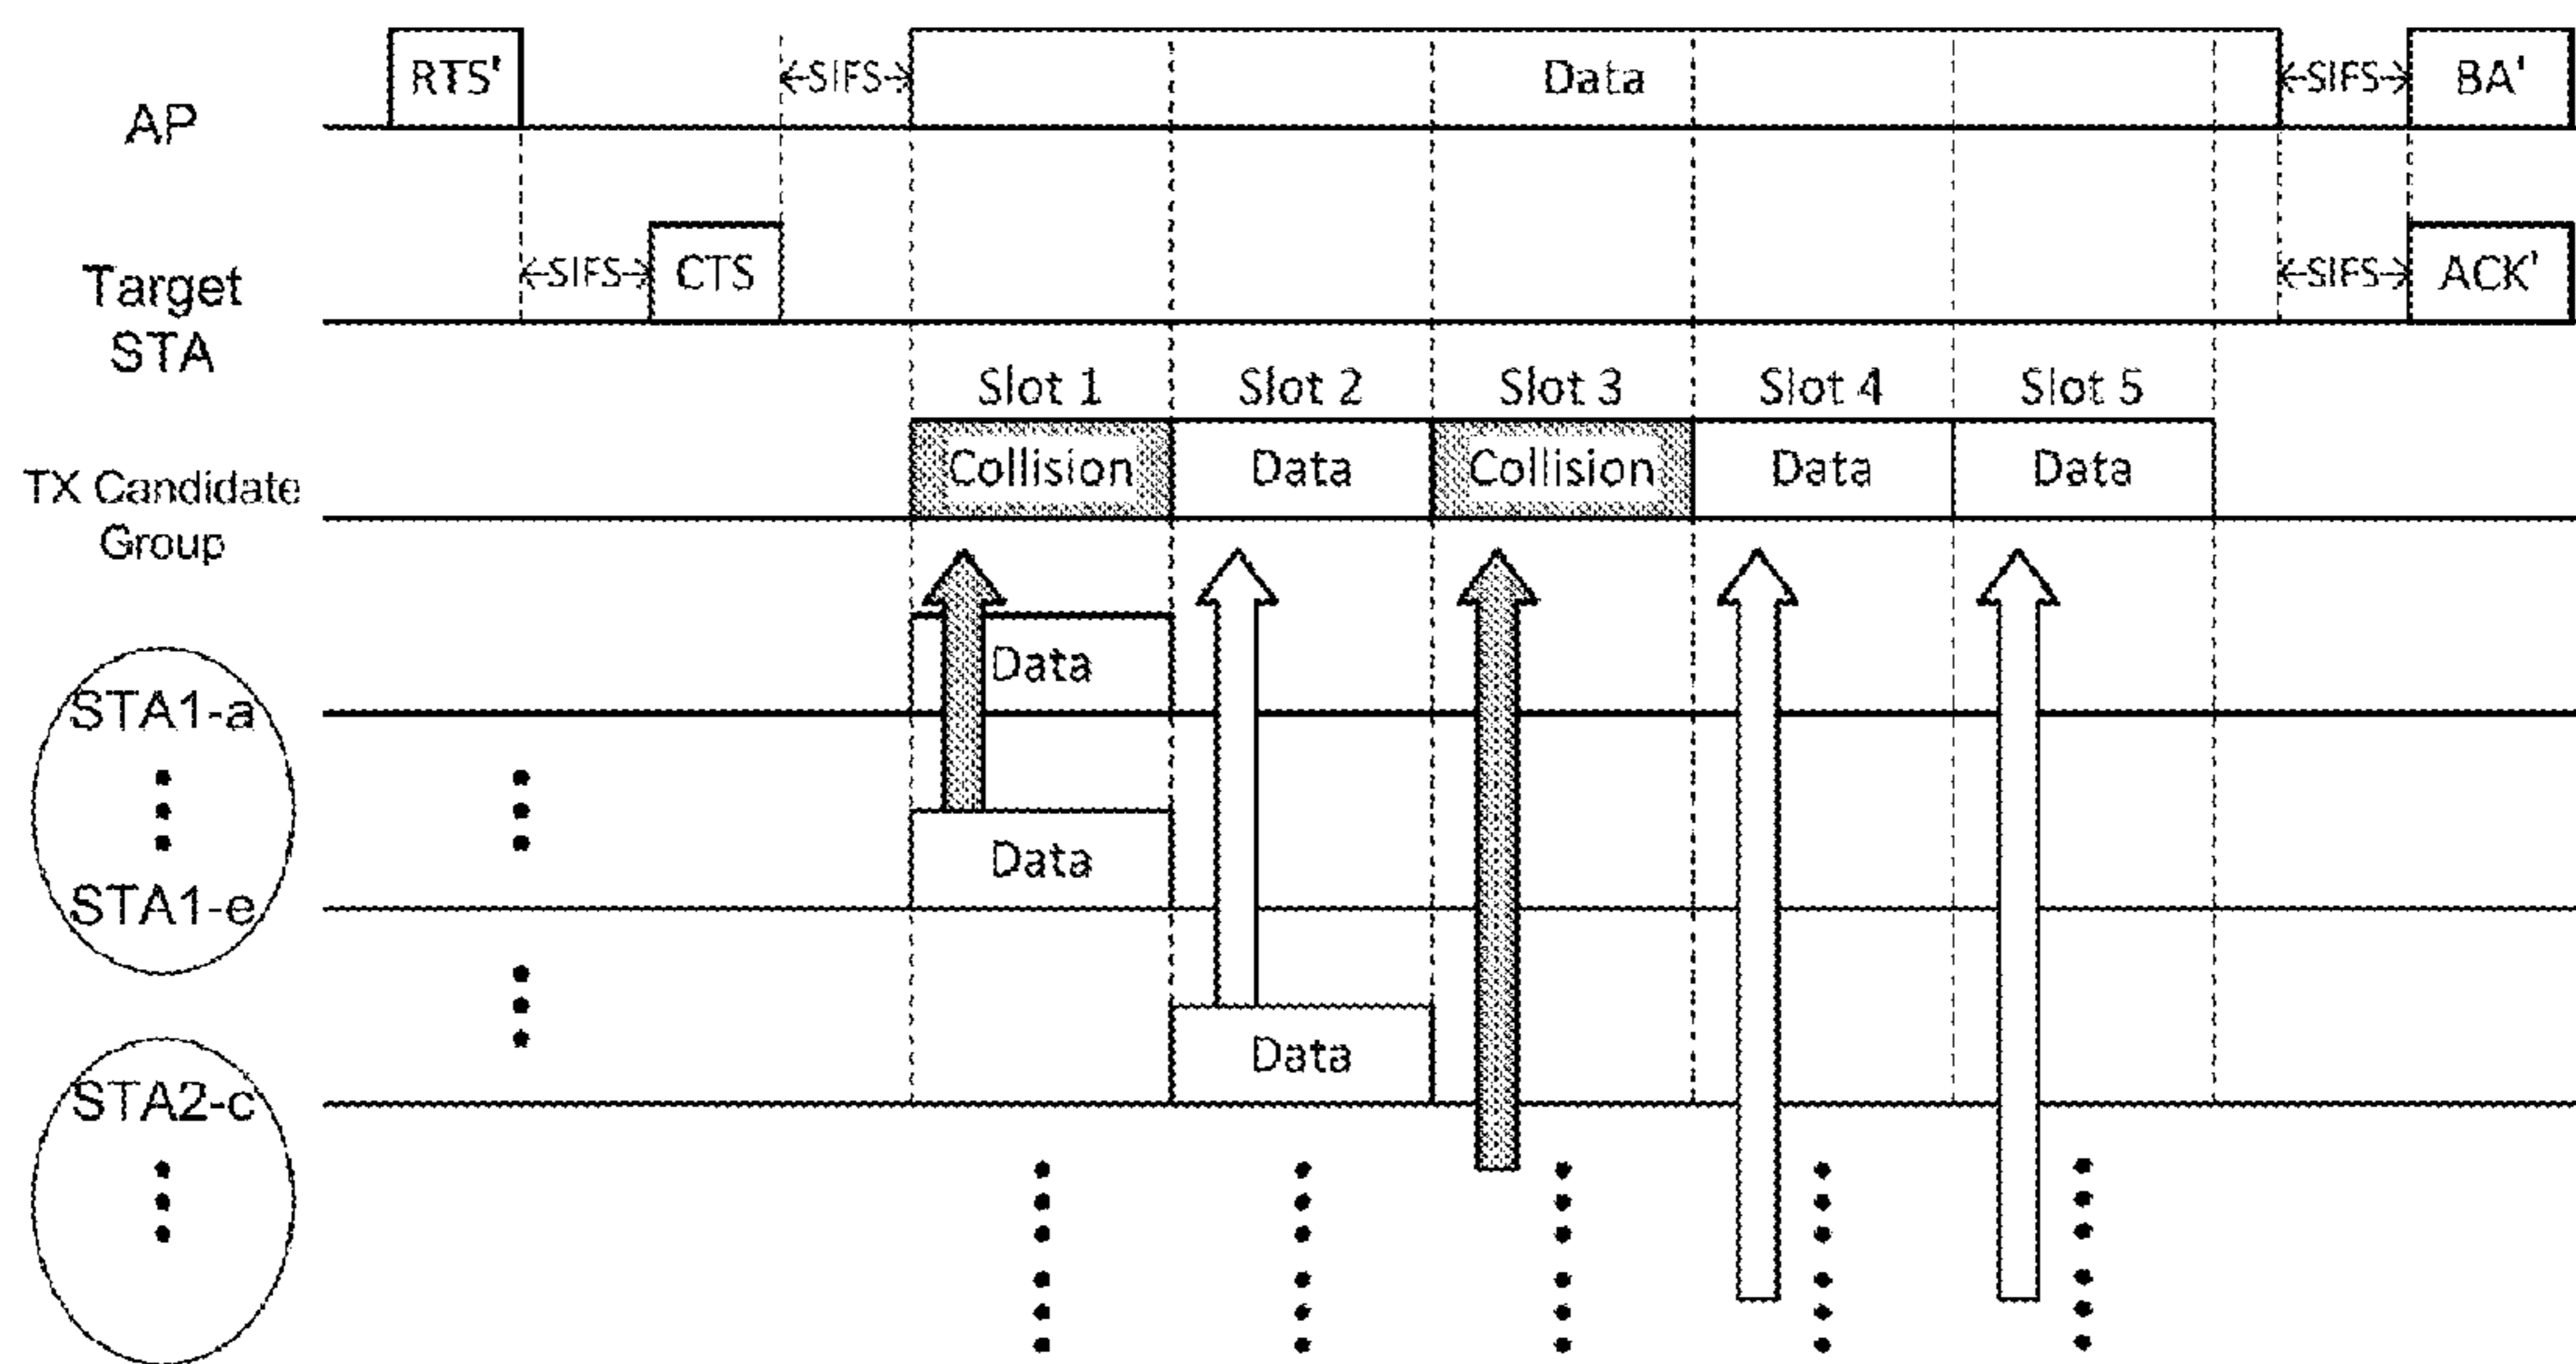 RTS'
SIFS
Data
SIFS
BA'
AP
SIFS
CTS
SIFS
ACK'
Target
STA
Slot 1
Slot 2
Slot 3
Slot 4
Slot 5
TX Candidate
Group
Collision
Data
Collision
Data
Data
STA1-a
Data
STA1-e
Data
STA2-c
Data